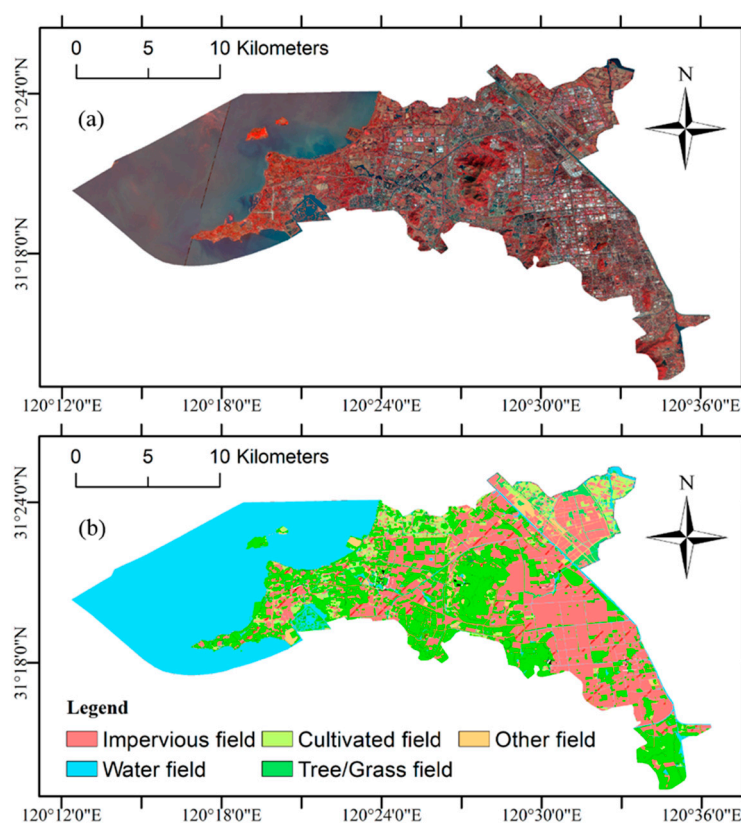 0 5 10 Kilometers
(a)
N
31°24'0"N
31°18'0"N
120°12'0"E 120°18'0"E 120°24'0"E 120°30'0"E 120°36'0"E
0 5 10 Kilometers
(b)
N
31°24'0"N
31°18'0"N
Legend
Impervious field Cultivated field Other field
Water field Tree/Grass field
120°12'0"E 120°18'0"E 120°24'0"E 120°30'0"E 120°36'0"E